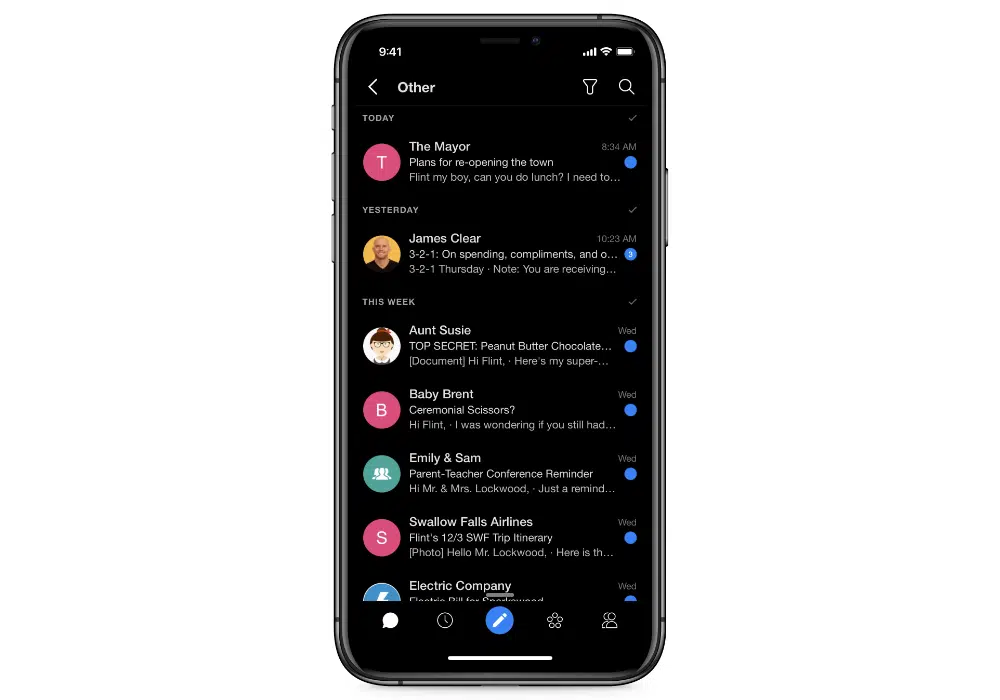 9:41
Other
TODAY
The Mayor
8:34 AM
Plans for re-opening the town
Flint my boy, can you do lunch? I need to…
T
YESTERDAY
James Clear
10:23 AM
3-2-1: On spending, compliments, and o…
3
3-2-1 Thursday · Note: You are receiving…
THIS WEEK
Aunt Susie
Wed
TOP SECRET: Peanut Butter Chocolate…
[Document] Hi Flint, · Here's my super-…
Baby Brent
Wed
B
Ceremonial Scissors?
Hi Flint, · I was wondering if you still had…
Emily & Sam
Wed
Parent-Teacher Conference Reminder
Hi Mr. & Mrs. Lockwood, · Just a remind…
Swallow Falls Airlines
Wed
S
Flint's 12/3 SWF Trip Itinerary
[Photo] Hello Mr. Lockwood, · Here is th…
Electric Company
Wed
Electric Bill for Sparkswood